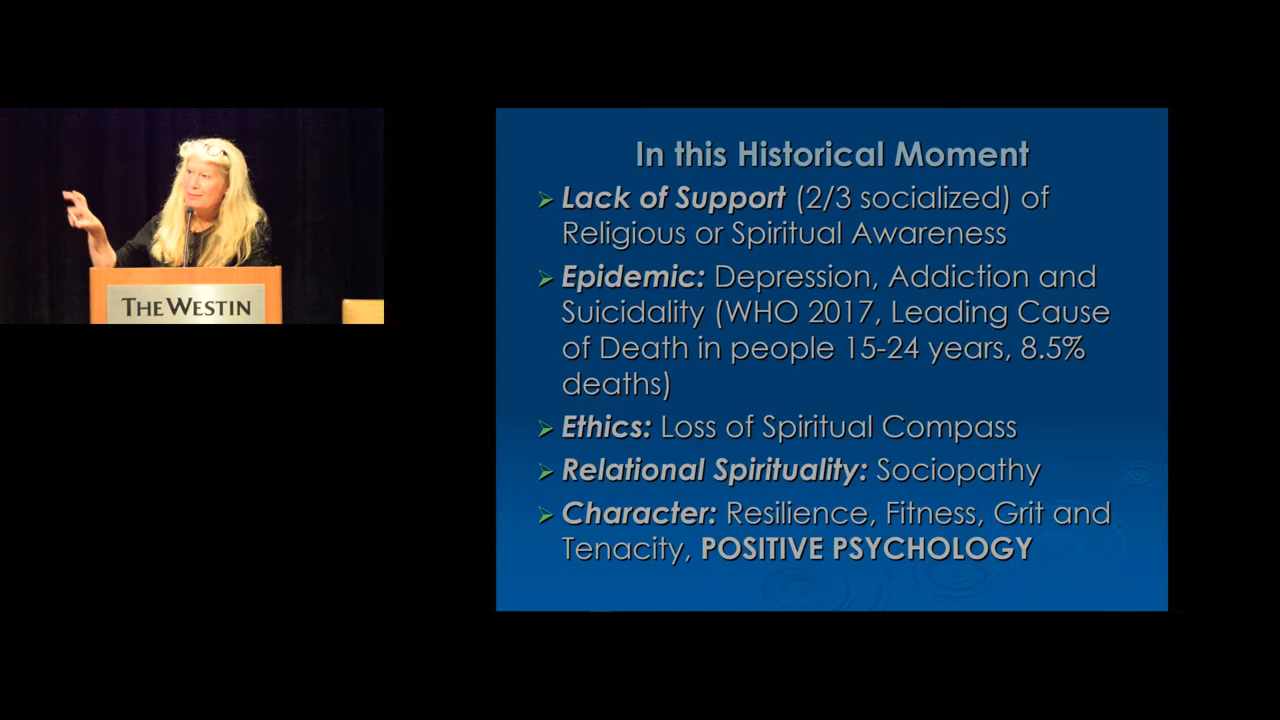 THE WESTIN
In this Historical Moment
➢ Lack of Support (2/3 socialized) of
Religious or Spiritual Awareness
➢ Epidemic: Depression, Addiction and
Suicidality (WHO 2017, Leading Cause
of Death in people 15-24 years, 8.5%
deaths)
➢ Ethics: Loss of Spiritual Compass
➢ Relational Spirituality: Sociopathy
➢ Character: Resilience, Fitness, Grit and
Tenacity, POSITIVE PSYCHOLOGY